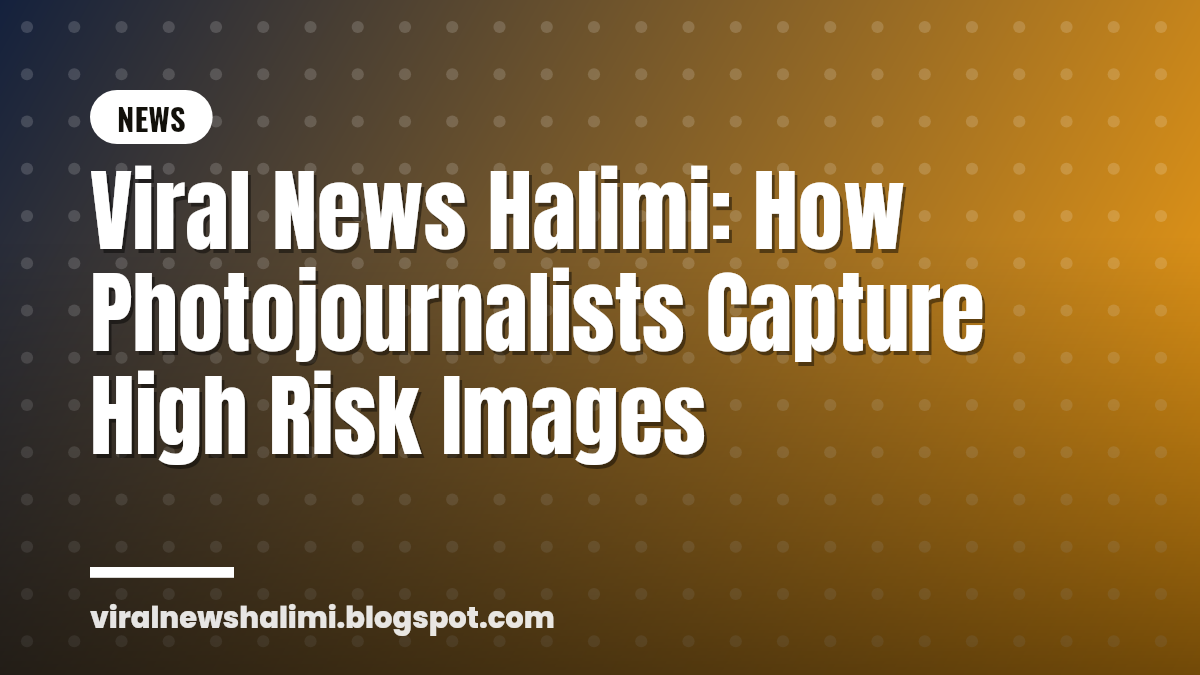 NEWS
Viral News Halimi: How
Photojournalists Capture
High Risk Images
viralnewshalimi.blogspot.com